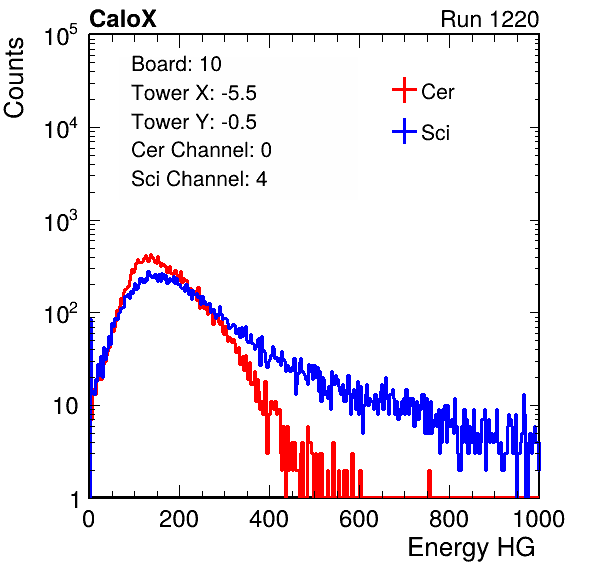 CaloX Run 1220
Counts
10^5
10^4
10^3
10^2
10
1
Board: 10
Tower X: -5.5
Tower Y: -0.5
Cer Channel: 0
Sci Channel: 4
Cer
Sci
0 200 400 600 800 1000
Energy HG